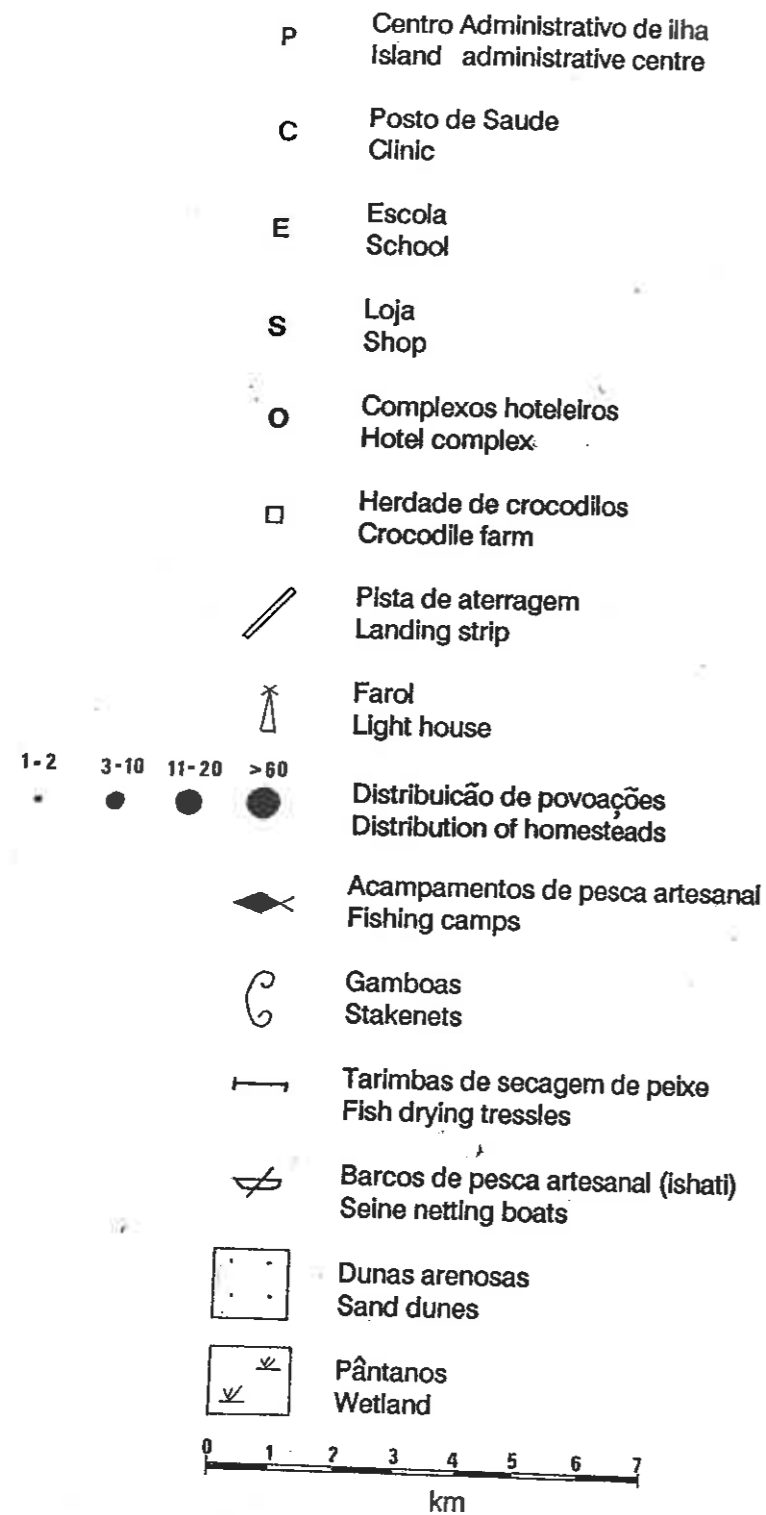 P Centro Administrativo de ilha
Island administrative centre
C Posto de Saude
Clinic
E Escola
School
S Loja
Shop
O Complexos hoteleiros
Hotel complex
Herdade de crocodilos
Crocodile farm
Pista de aterragem
Landing strip
Farol
Light house
1-2 3-10 11-20 >60
Distribuicão de povoações
Distribution of homesteads
Acampamentos de pesca artesanal
Fishing camps
Gamboas
Stakenets
Tarimbas de secagem de peixe
Fish drying tressles
Barcos de pesca artesanal (ishati)
Seine netting boats
Dunas arenosas
Sand dunes
Pântanos
Wetland
0 1 2 3 4 5 6 7
km